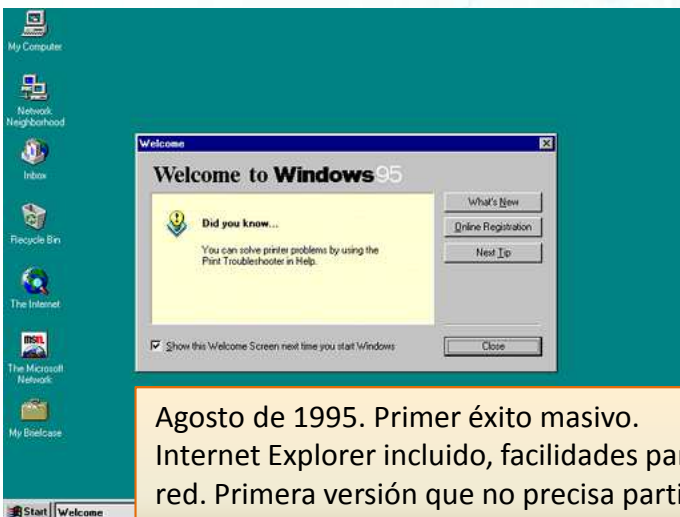 My Computer
Network
Neighborhood
Inbox
Recycle Bin
The Internet
msn.
The Microsoft
Network
My Briefcase
Start
Welcome
Welcome
Welcome to Windows95
Did you know...
You can solve printer problems by using the
Print Troubleshooter in Help.
What's New
Online Registration
Next Tip
Show this Welcome Screen next time you start Windows
Close
Agosto de 1995. Primer éxito masivo.
Internet Explorer incluido, facilidades par
red. Primera versión que no precisa parti